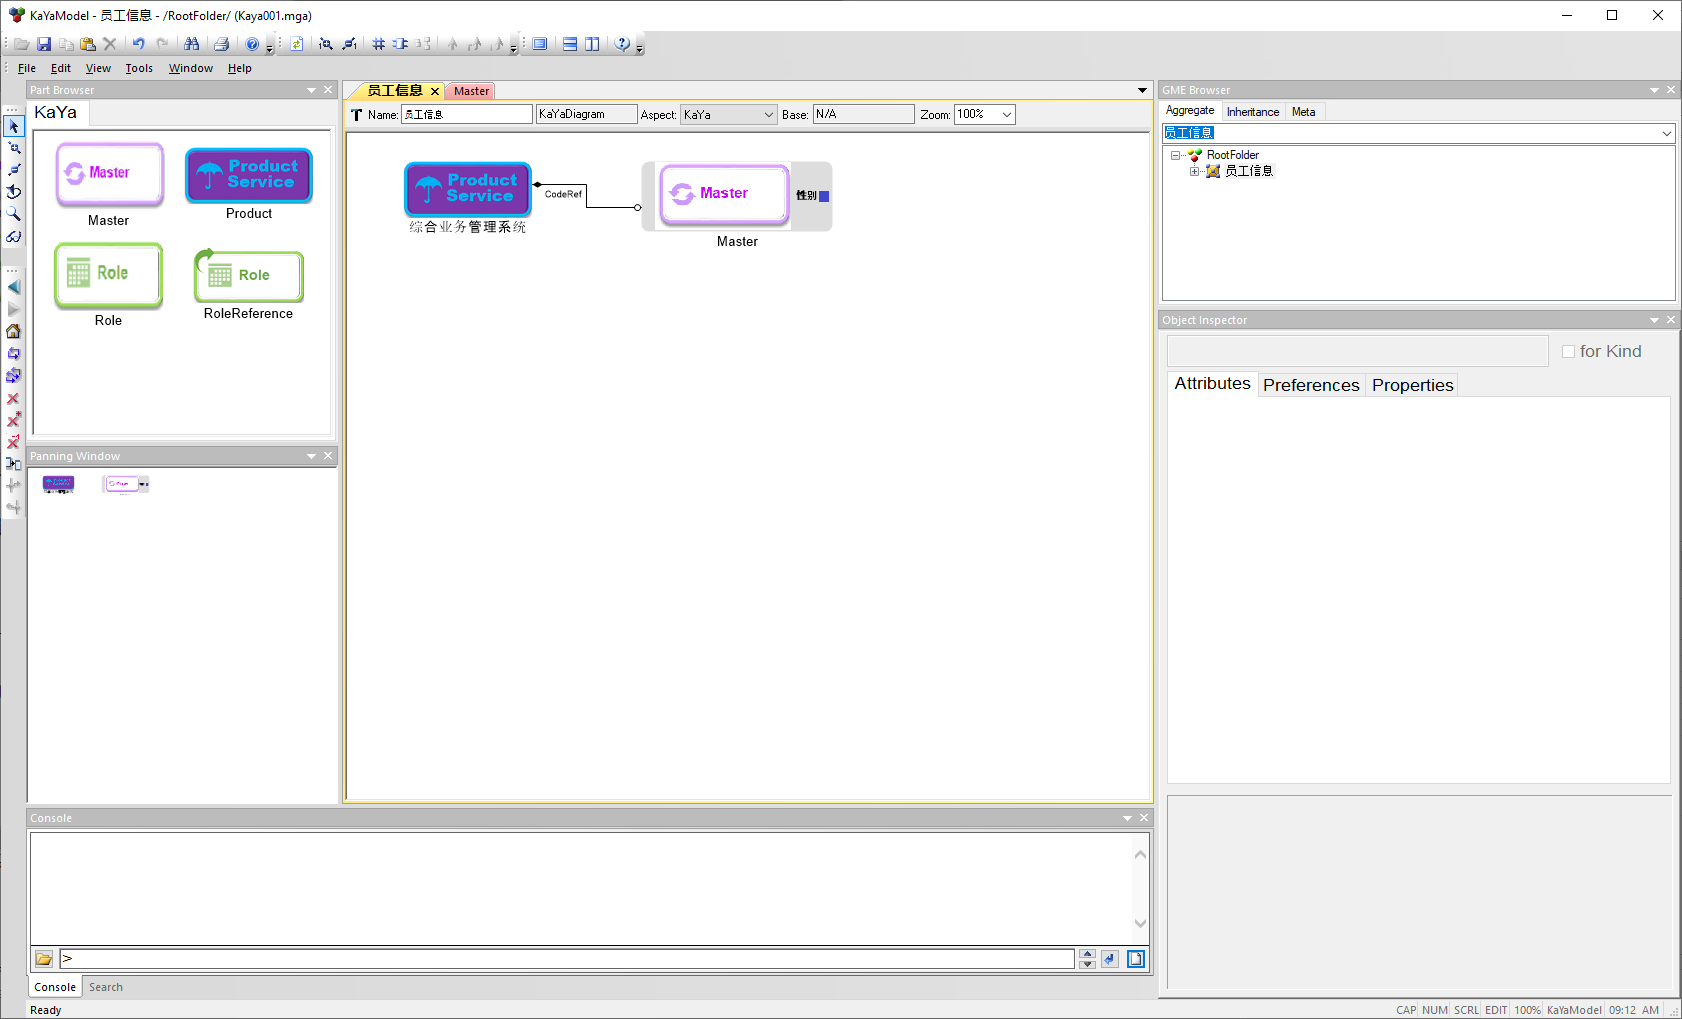 KaYaModel - 员工信息 - /RootFolder/ (Kaya001.mga)
File Edit View Tools Window Help
Part Browser
KaYa
Master
Master
Product Service
Product
Role
Role
Role
RoleReference
Panning Window
员工信息 Master
Name: 员工信息 KaYaDiagram Aspect: KaYa Base: N/A Zoom: 100%
Product Service
综合业务管理系统
CodeRef
Master
性别
Master
GME Browser
Aggregate Inheritance Meta
员工信息
RootFolder
员工信息
Object Inspector
for Kind
Attributes Preferences Properties
Console
>
Console Search
Ready
CAP NUM SCRL EDIT 100% KaYaModel 09:12 AM